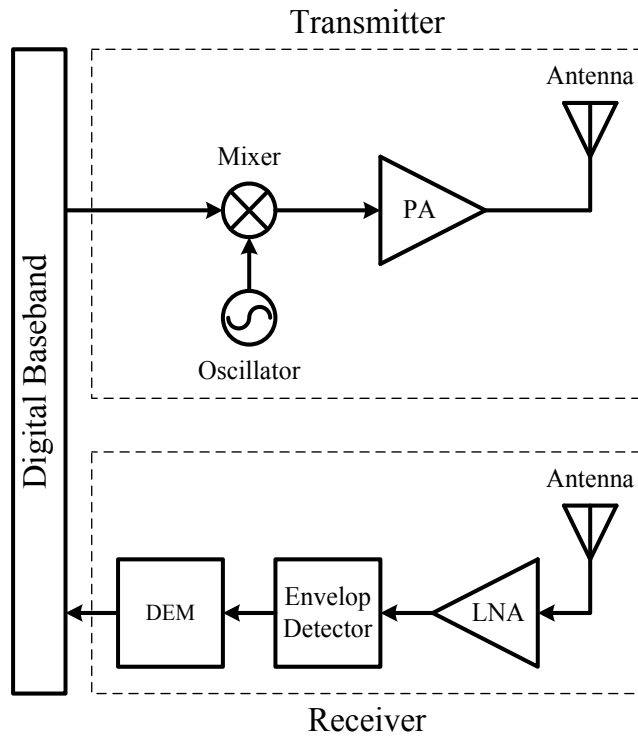 Transmitter
Antenna
Mixer
PA
Oscillator
Digital Baseband
Antenna
DEM
Envelop
Detector
LNA
Receiver